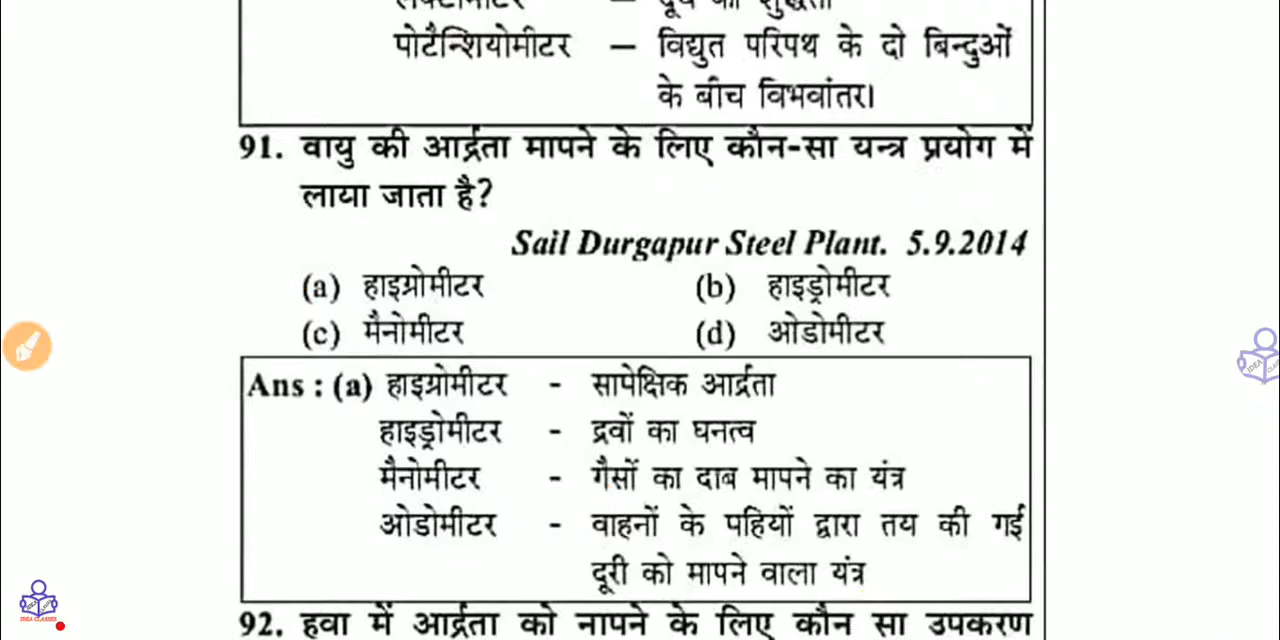 पोटैन्शियोमीटर – विद्युत परिपथ के दो बिन्दुओं
के बीच विभवांतर।
91. वायु की आर्द्रता मापने के लिए कौन-सा यन्त्र प्रयोग में
लाया जाता है?
Sail Durgapur Steel Plant. 5.9.2014
(a) हाइग्रोमीटर (b) हाइड्रोमीटर
(c) मैनोमीटर (d) ओडोमीटर
Ans : (a) हाइग्रोमीटर - सापेक्षिक आर्द्रता
हाइड्रोमीटर - द्रवों का घनत्व
मैनोमीटर - गैसों का दाब मापने का यंत्र
ओडोमीटर - वाहनों के पहियों द्वारा तय की गई
दूरी को मापने वाला यंत्र
92. हवा में आर्द्रता को नापने के लिए कौन सा उपकरण
IDEA CLASSES